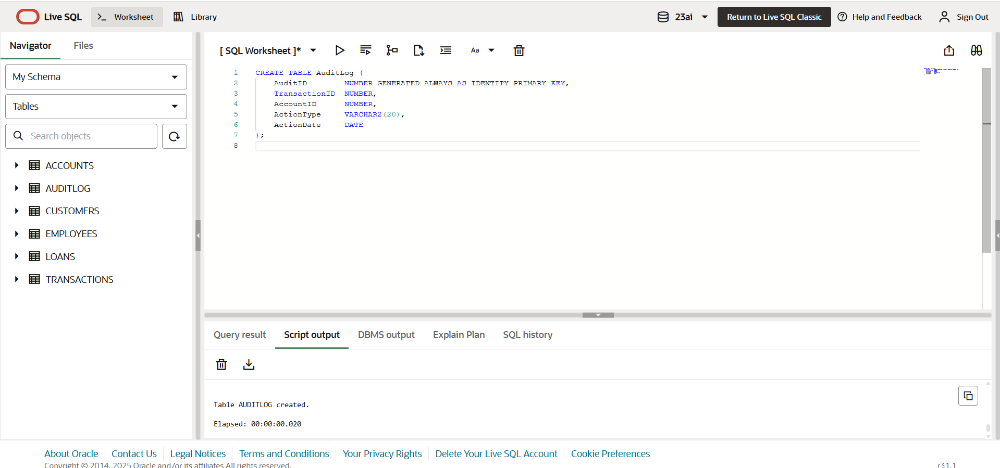 Live SQL
Worksheet
Library
23ai
Return to Live SQL Classic
Help and Feedback
Sign Out
Navigator
Files
My Schema
Tables
Search objects
ACCOUNTS
AUDITLOG
CUSTOMERS
EMPLOYEES
LOANS
TRANSACTIONS
[ SQL Worksheet ]*
Aa
1 CREATE TABLE AuditLog (
2 AuditID NUMBER GENERATED ALWAYS AS IDENTITY PRIMARY KEY,
3 TransactionID NUMBER,
4 AccountID NUMBER,
5 ActionType VARCHAR2(20),
6 ActionDate DATE
7 );
8
Query result
Script output
DBMS output
Explain Plan
SQL history
Table AUDITLOG created.
Elapsed: 00:00:00.020
About Oracle
Contact Us
Legal Notices
Terms and Conditions
Your Privacy Rights
Delete Your Live SQL Account
Cookie Preferences
Copyright © 2014, 2025 Oracle and/or its affiliates All rights reserved.
r31.1